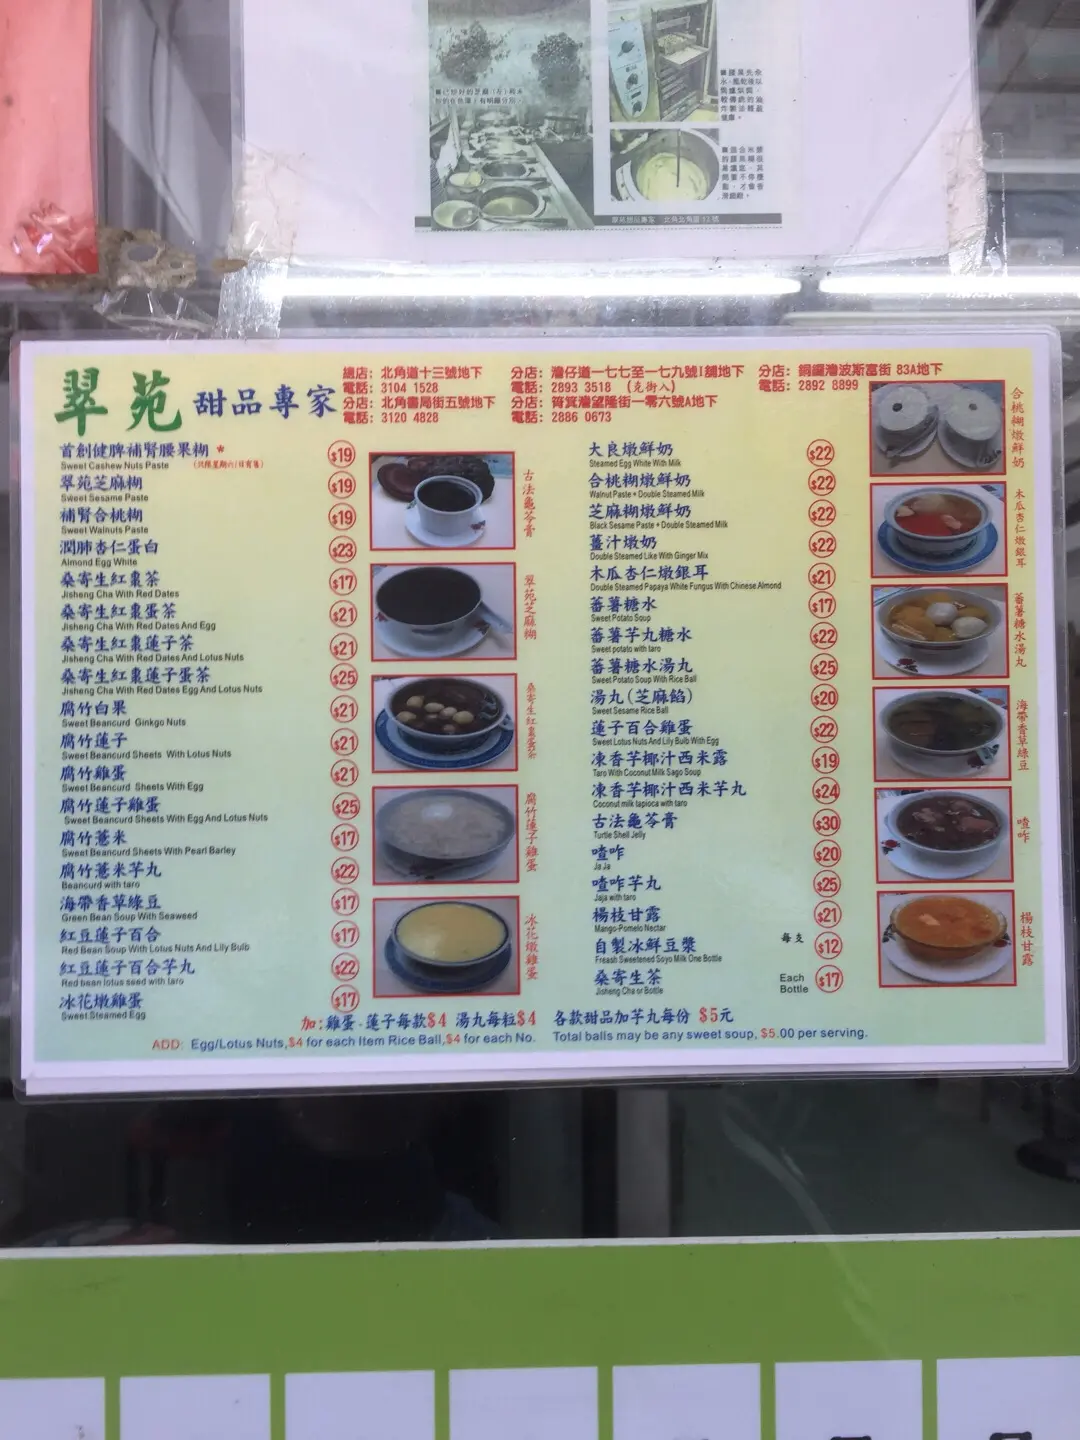 翠苑甜品專家 北角北角道13號
翠苑 甜品專家
總店：北角道十三號地下
電話：3104 1528
分店：北角書局街五號地下
電話：3120 4828
分店：灣仔道一七七至一七九號I舖地下
電話：2893 3518 (克街入)
分店：筲箕灣望隆街一零六號A地下
電話：2886 0673
分店：銅鑼灣波斯富街 83A地下
電話：2892 8899
首創健脾補腎腰果糊 * $19
Sweet Cashew Nuts Paste (只限星期六/日有售)
翠苑芝麻糊 $19
Sweet Sesame Paste
補腎合桃糊 $19
Sweet Walnuts Paste
潤肺杏仁蛋白 $23
Almond Egg White
桑寄生紅棗茶 $17
Jisheng Cha With Red Dates
桑寄生紅棗蛋茶 $21
Jisheng Cha With Red Dates And Egg
桑寄生紅棗蓮子茶 $21
Jisheng Cha With Red Dates And Lotus Nuts
桑寄生紅棗蓮子蛋茶 $25
Jisheng Cha With Red Dates Egg And Lotus Nuts
腐竹白果 $21
Sweet Beancurd Ginkgo Nuts
腐竹蓮子 $21
Sweet Beancurd Sheets With Lotus Nuts
腐竹雞蛋 $21
Sweet Beancurd Sheets With Egg
腐竹蓮子雞蛋 $25
Sweet Beancurd Sheets With Egg And Lotus Nuts
腐竹薏米 $17
Sweet Beancurd Sheets With Pearl Barley
腐竹薏米芋丸 $22
Beancurd with taro
海帶香草綠豆 $17
Green Bean Soup With Seaweed
紅豆蓮子百合 $17
Red Bean Soup With Lotus Nuts And Lily Bulb
紅豆蓮子百合芋丸 $22
Red bean lotus seed with taro
冰花燉雞蛋 $17
Sweet Steamed Egg
古法龜苓膏
翠苑芝麻糊
桑寄生紅棗蛋茶
腐竹蓮子雞蛋
冰花燉雞蛋
大良燉鮮奶 $22
Steamed Egg White With Milk
合桃糊燉鮮奶 $22
Walnut Paste + Double Steamed Milk
芝麻糊燉鮮奶 $22
Black Sesame Paste + Double Steamed Milk
薑汁燉奶 $22
Double Steamed Like With Ginger Mix
木瓜杏仁燉銀耳 $21
Double Steamed Papaya White Fungus With Chinese Almond
蕃薯糖水 $17
Sweet Potato Soup
蕃薯芋丸糖水 $22
Sweet potato with taro
蕃薯糖水湯丸 $25
Sweet Potato Soup With Rice Ball
湯丸(芝麻餡) $20
Sweet Sesame Rice Ball
蓮子百合雞蛋 $22
Sweet Lotus Nuts And Lily Bulb With Egg
凍香芋椰汁西米露 $19
Taro With Coconut Milk Sago Soup
凍香芋椰汁西米芋丸 $24
Coconut milk tapioca with taro
古法龜苓膏 $30
Turtle Shell Jelly
喳咋 $20
Ja Ja
喳咋芋丸 $25
Jaja with taro
楊枝甘露 $21
Mango-Pomelo Nectar
自製冰鮮豆漿 每支 $12
Freash Sweetened Soyo Milk One Bottle
桑寄生茶 Each Bottle $17
Jisheng Cha or Bottle
合桃糊燉鮮奶
木瓜杏仁燉銀耳
蕃薯糖水湯丸
海帶香草綠豆
喳咋
楊枝甘露
加：雞蛋．蓮子每款$4 湯丸每粒$4 各款甜品加芋丸每份 $5元
ADD: Egg/Lotus Nuts,$4 for each Item Rice Ball,$4 for each No. Total balls may be any sweet soup, $5.00 per serving.